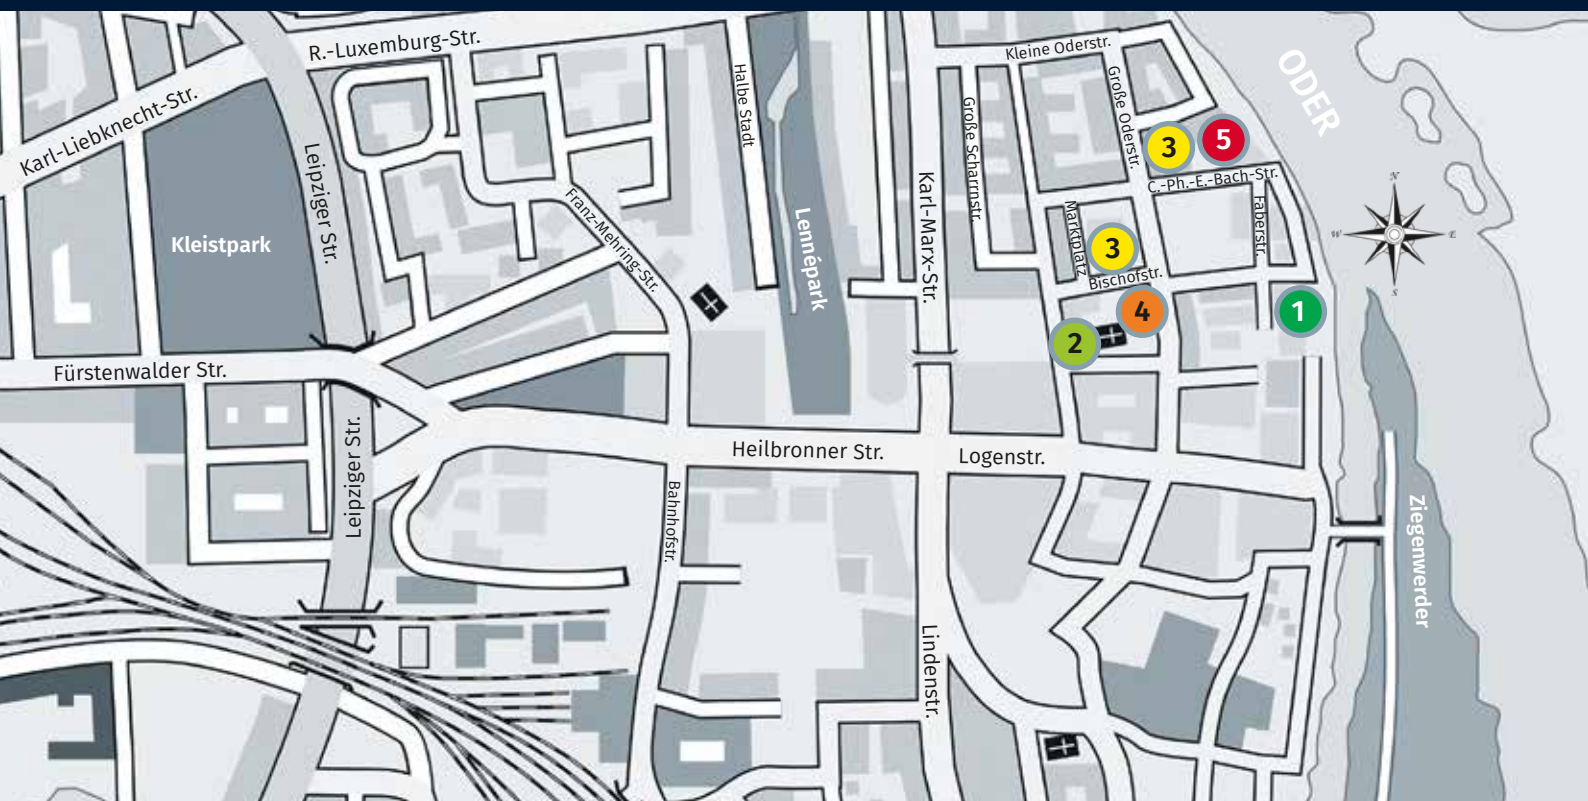 R.-Luxemburg-Str.
Karl-Liebknecht-Str.
Leipziger Str.
Kleistpark
Halbe Stadt
Franz-Mehring-Str.
Lennépark
Karl-Marx-Str.
Große Scharrnstr.
Kleine Oderstr.
Große Oderstr.
ODER
3
5
C.-Ph.-E.-Bach-Str.
Marktplatz
3
Bischofstr.
Faberstr.
N
W
E
S
4
1
2
Fürstenwalder Str.
Leipziger Str.
Heilbronner Str.
Logenstr.
Bahnhofstr.
Lindenstr.
Ziegenwerder